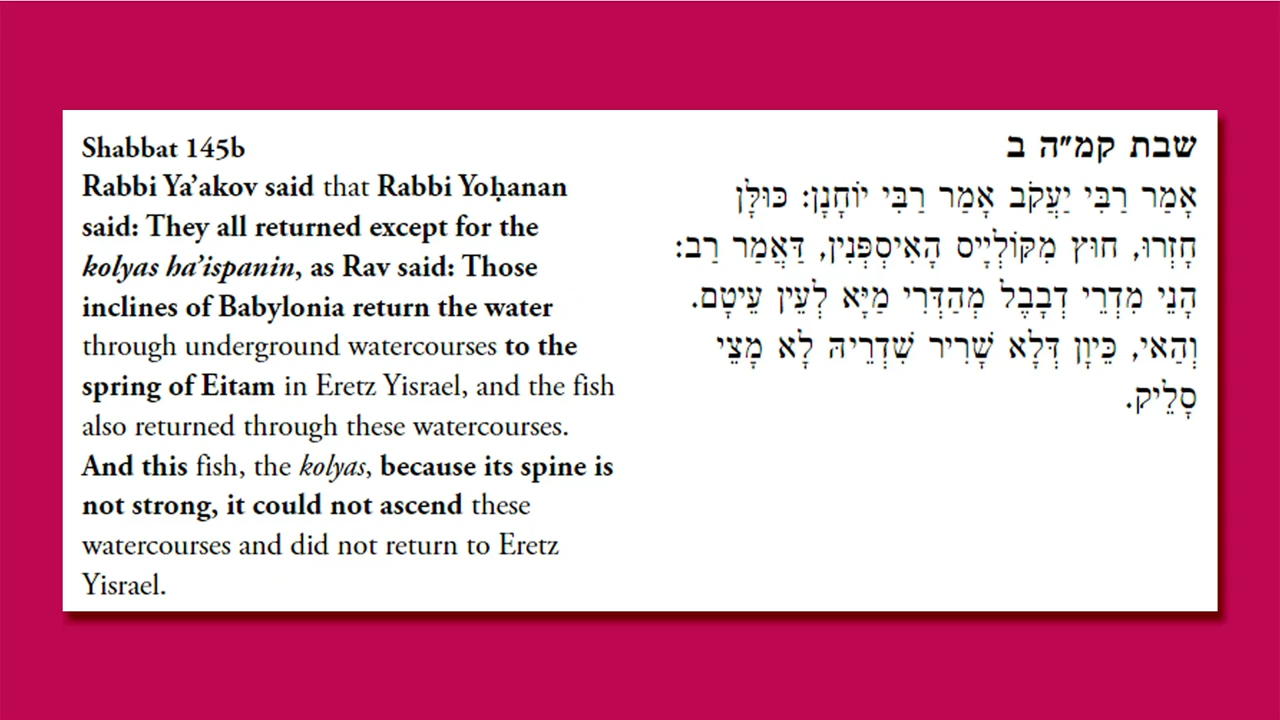 Shabbat 145b
Rabbi Ya’akov said that Rabbi Yoḥanan
said: They all returned except for the
kolyas ha’ispanin, as Rav said: Those
inclines of Babylonia return the water
through underground watercourses to the
spring of Eitam in Eretz Yisrael, and the fish
also returned through these watercourses.
And this fish, the kolyas, because its spine is
not strong, it could not ascend these
watercourses and did not return to Eretz
Yisrael.
שבת קמ״ה ב
אָמַר רַבִּי יַעֲקֹב אָמַר רַבִּי יוֹחָנָן: כּוּלָּן
חָזְרוּ, חוּץ מִקּוֹלְיָיס הָאִיסְפְּנִין, דַּאֲמַר רַב:
הָנֵי מִדְרֵי דְבָבֶל מְהַדְּרִי מַיָּא לְעֵין עֵיטָם.
וְהַאי, כֵּיוָן דְּלָא שָׁרִיר שִׁדְרֵיהּ לָא מָצֵי
סָלֵיק.